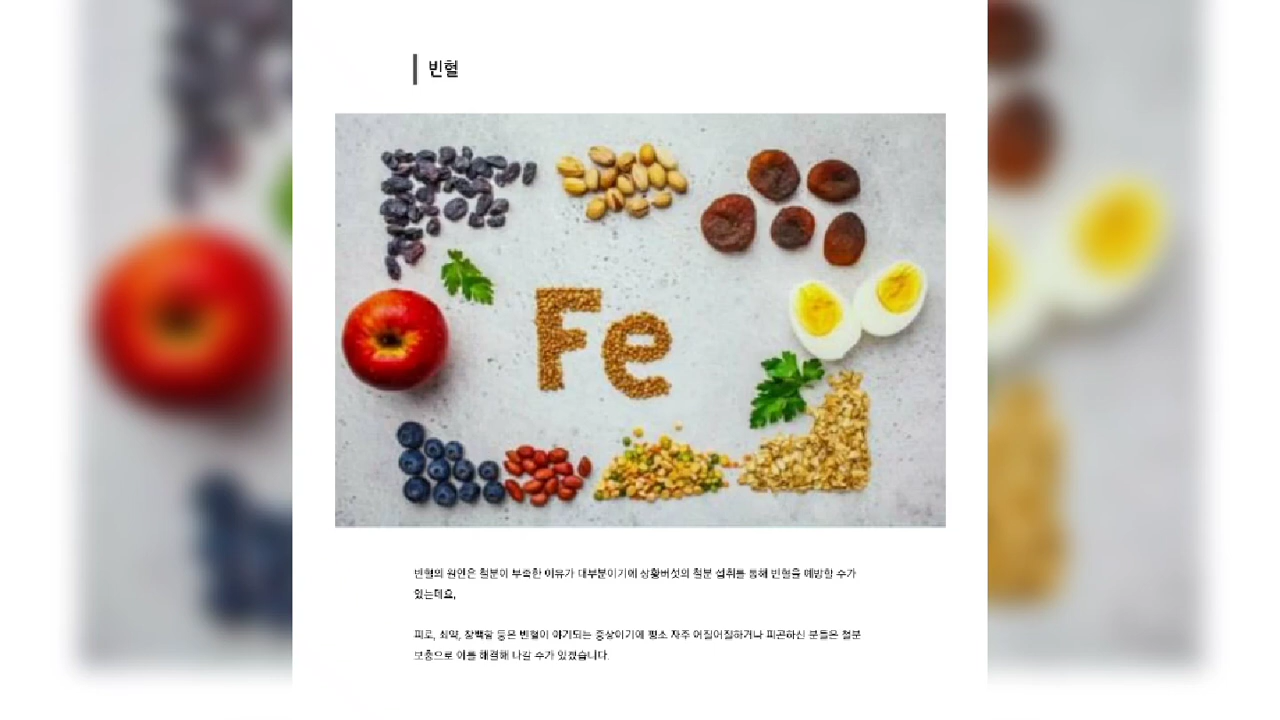 빈혈
Fe
빈혈의 원인은 철분이 부족한 이유가 대부분이기에 상황버섯의 철분 섭취를 통해 빈혈을 예방할 수가
있는데요,
피로, 쇠약, 창백함 등은 빈혈이 야기되는 증상이기에 평소 자주 어질어질하거나 피곤하신 분들은 철분
보충으로 이를 해결해 나갈 수가 있겠습니다.